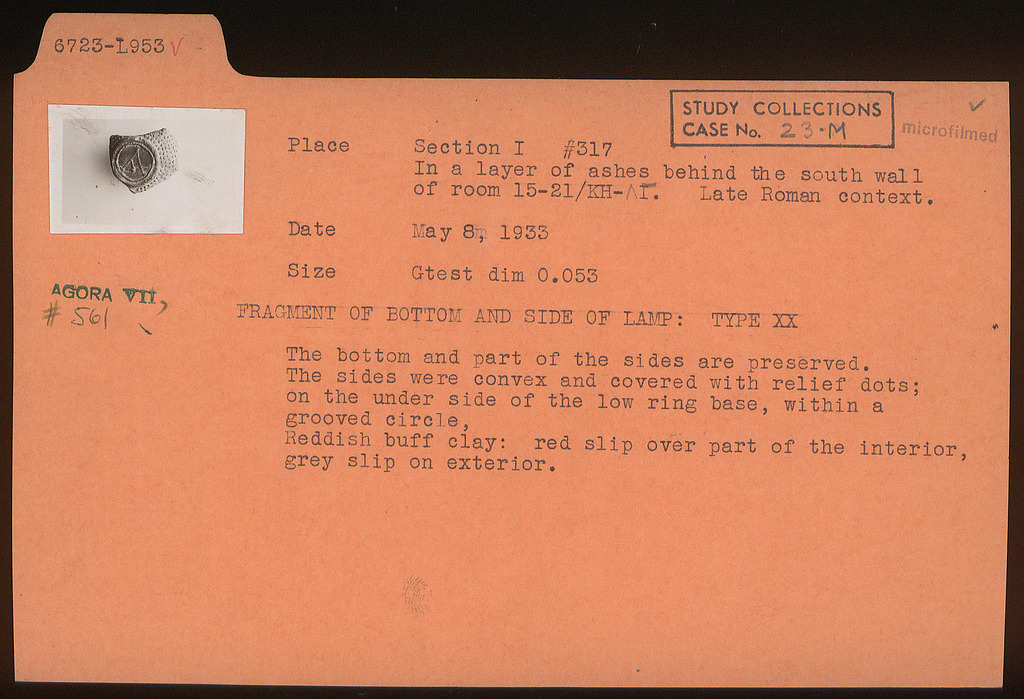 6723-L953 √
STUDY COLLECTIONS
CASE No. 23-M
✓
microfilmed
Place Section I #317
In a layer of ashes behind the south wall
of room 15-21/KH-ΛΓ. Late Roman context.
Date May 8, 1933
Size Gtest dim 0.053
AGORA VII,
# 561
FRAGMENT OF BOTTOM AND SIDE OF LAMP: TYPE XX
The bottom and part of the sides are preserved.
The sides were convex and covered with relief dots;
on the under side of the low ring base, within a
grooved circle,
Reddish buff clay: red slip over part of the interior,
grey slip on exterior.